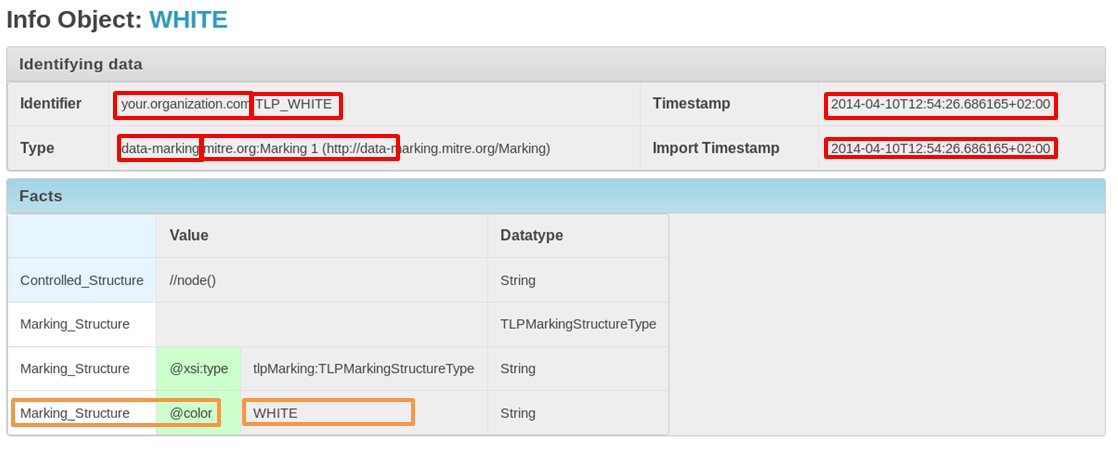 Info Object: WHITE
Identifying data
Identifier your.organization.com:TLP_WHITE Timestamp 2014-04-10T12:54:26.686165+02:00
Type data-marking.mitre.org:Marking 1 (http://data-marking.mitre.org/Marking) Import Timestamp 2014-04-10T12:54:26.686165+02:00
Facts
Value Datatype
Controlled_Structure //node() String
Marking_Structure TLPMarkingStructureType
Marking_Structure @xsi:type tlpMarking:TLPMarkingStructureType String
Marking_Structure @color WHITE String